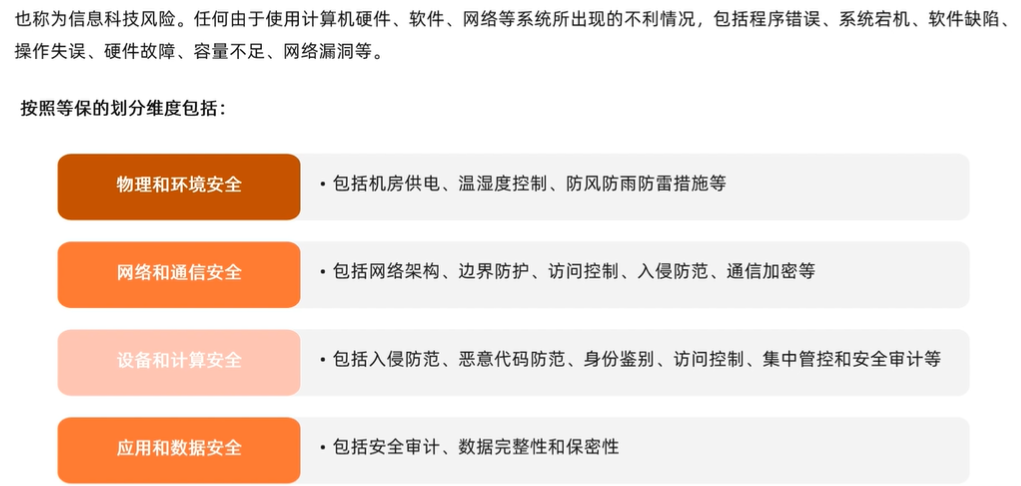 也称为信息科技风险。任何由于使用计算机硬件、软件、网络等系统所出现的不利情况，包括程序错误、系统宕机、软件缺陷、
操作失误、硬件故障、容量不足、网络漏洞等。
按照等保的划分维度包括：
物理和环境安全
• 包括机房供电、温湿度控制、防风防雨防雷措施等
网络和通信安全
• 包括网络架构、边界防护、访问控制、入侵防范、通信加密等
设备和计算安全
• 包括入侵防范、恶意代码防范、身份鉴别、访问控制、集中管控和安全审计等
应用和数据安全
• 包括安全审计、数据完整性和保密性